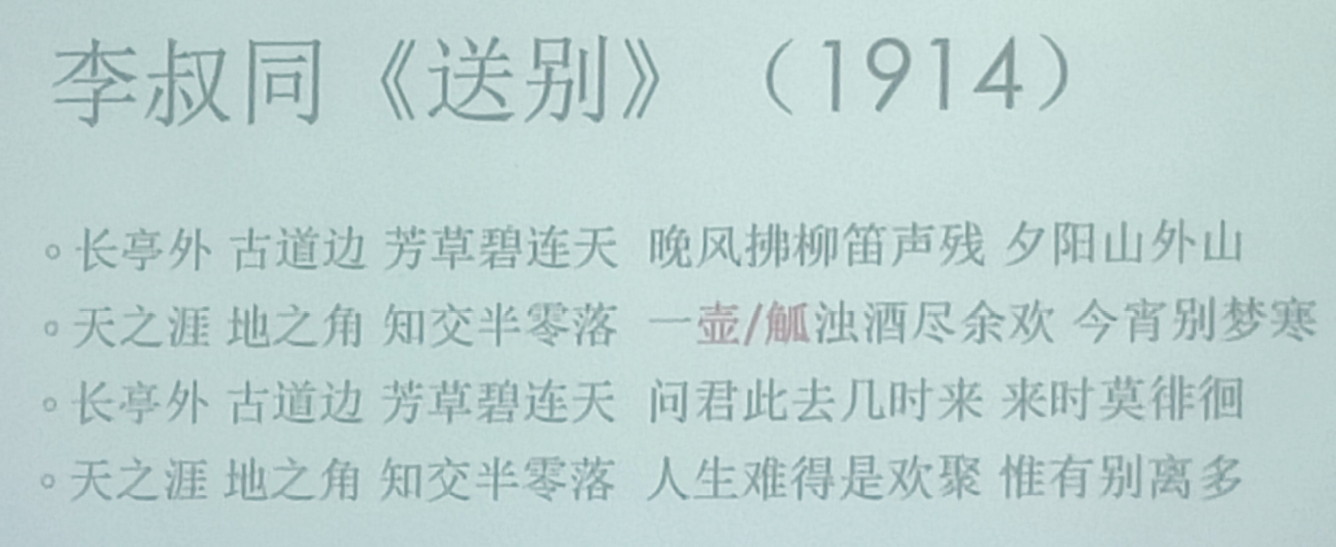 李叔同《送别》（1914）
◦ 长亭外 古道边 芳草碧连天 晚风拂柳笛声残 夕阳山外山
◦ 天之涯 地之角 知交半零落 一壶/觚浊酒尽余欢 今宵别梦寒
◦ 长亭外 古道边 芳草碧连天 问君此去几时来 来时莫徘徊
◦ 天之涯 地之角 知交半零落 人生难得是欢聚 惟有别离多